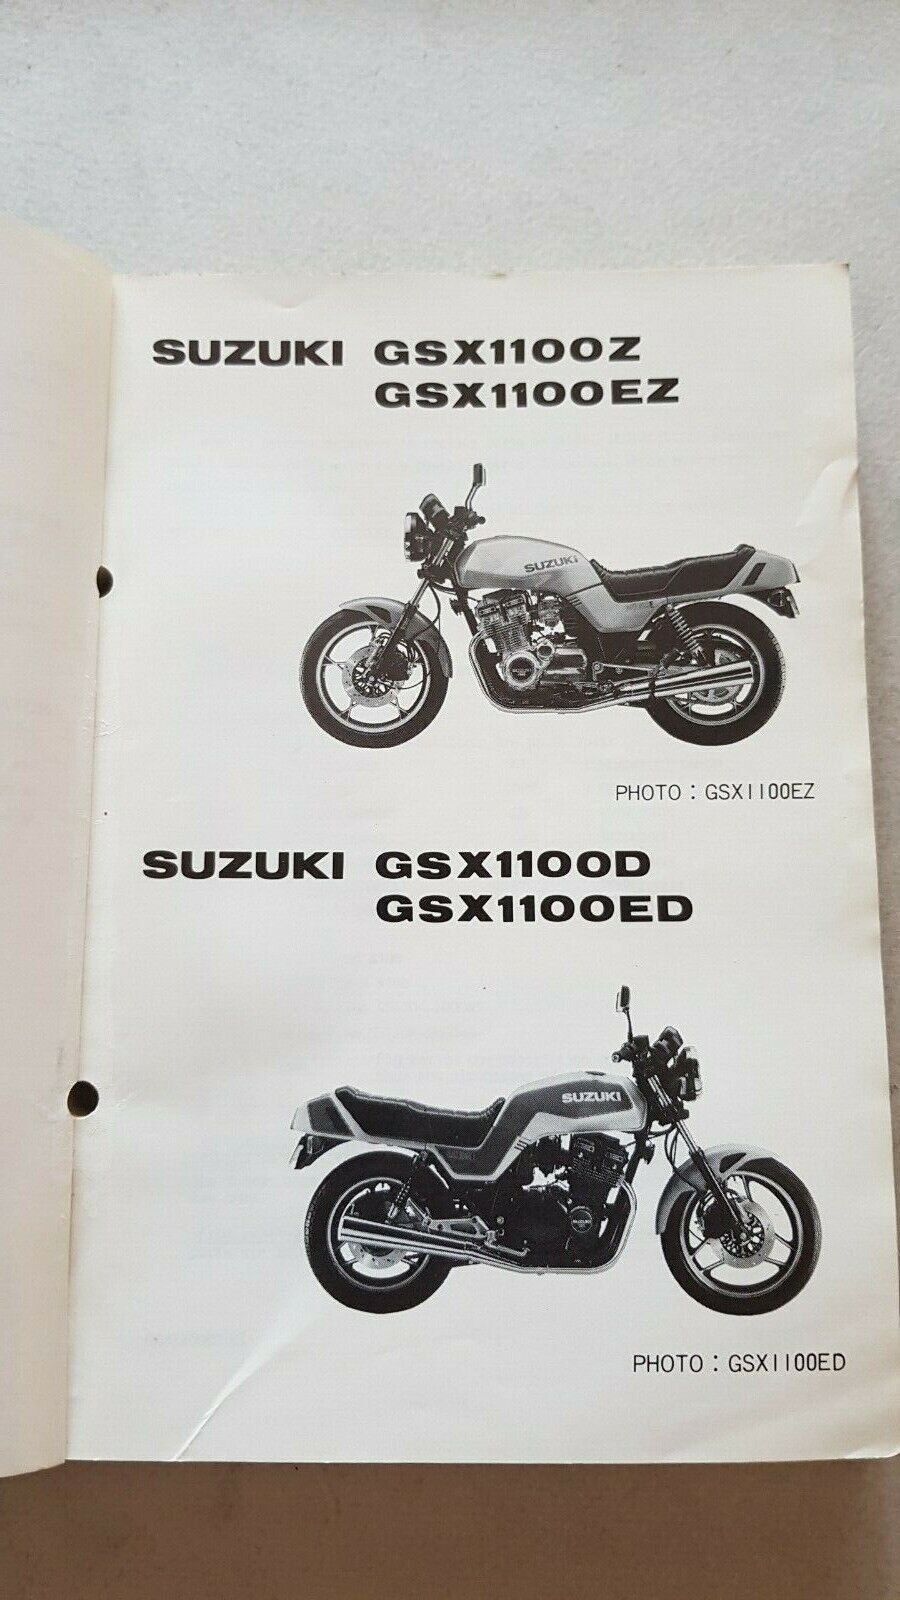 SUZUKI GSX1100Z
GSX1100EZ
SUZUKI
PHOTO : GSX1100EZ
SUZUKI GSX1100D
GSX1100ED
SUZUKI
PHOTO : GSX1100ED